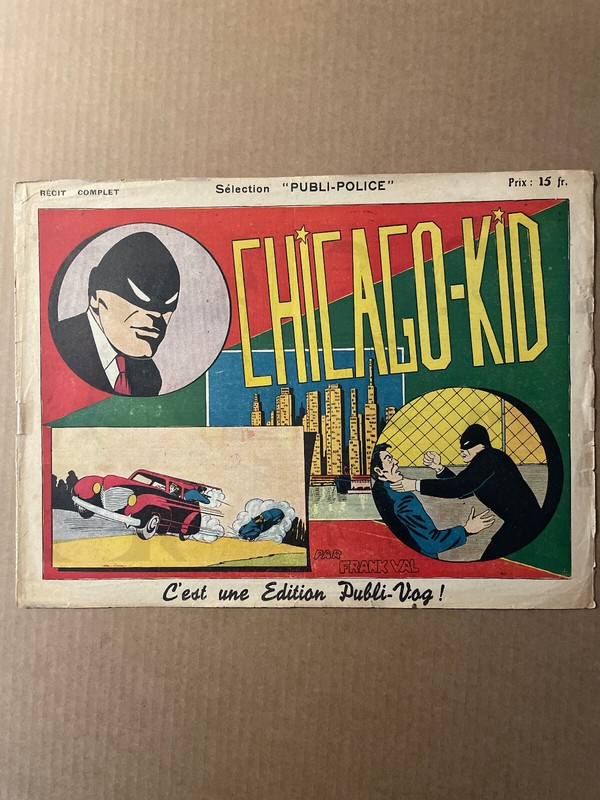 RÉCIT COMPLET
Sélection "PUBLI-POLICE"
Prix : 15 fr.
CHiCAGO-KiD
PAR
FRANK VAL
C'est une Edition Publi-Vog !